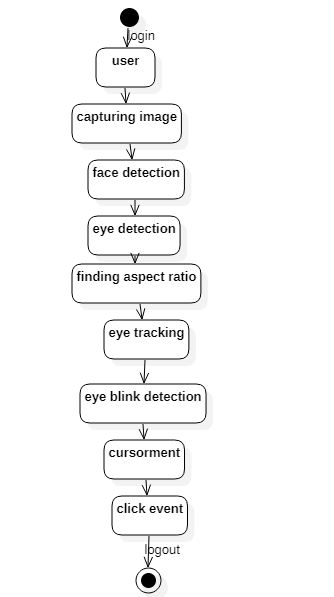 login
user
capturing image
face detection
eye detection
finding aspect ratio
eye tracking
eye blink detection
cursorment
click event
logout